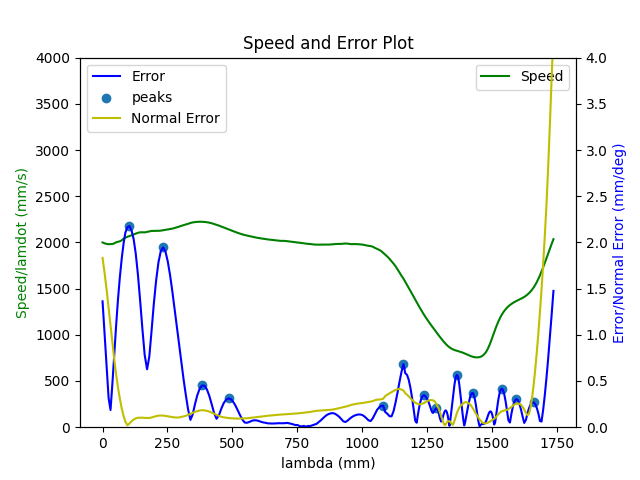 Speed and Error Plot
Error
peaks
Normal Error
Speed
4000
3500
3000
2500
2000
1500
1000
500
0
4.0
3.5
3.0
2.5
2.0
1.5
1.0
0.5
0.0
0 250 500 750 1000 1250 1500 1750
Speed/lamdot (mm/s)
Error/Normal Error (mm/deg)
lambda (mm)